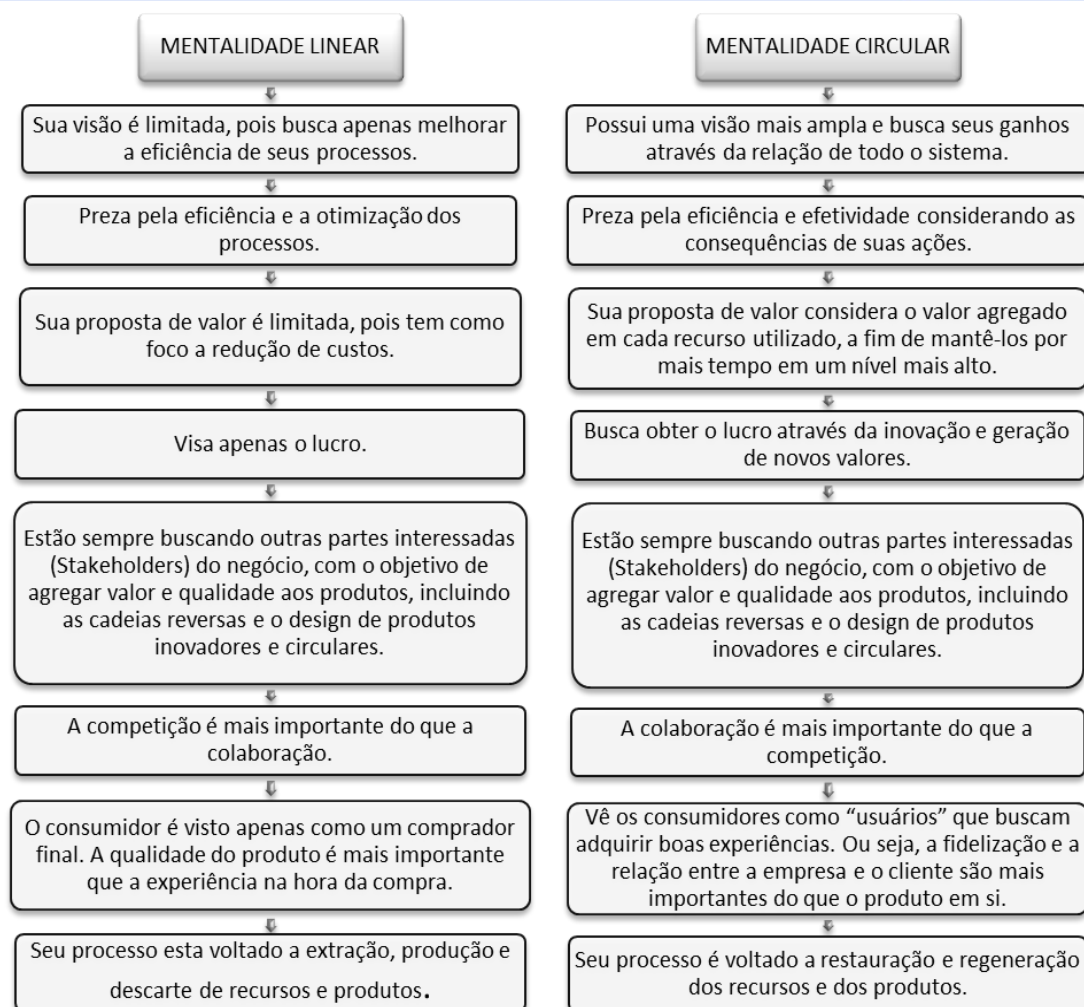 MENTALIDADE LINEAR
Sua visão é limitada, pois busca apenas melhorar
a eficiência de seus processos.
Preza pela eficiência e a otimização dos
processos.
Sua proposta de valor é limitada, pois tem como
foco a redução de custos.
Visa apenas o lucro.
Estão sempre buscando outras partes interessadas
(Stakeholders) do negócio, com o objetivo de
agregar valor e qualidade aos produtos, incluindo
as cadeias reversas e o design de produtos
inovadores e circulares.
A competição é mais importante do que a
colaboração.
O consumidor é visto apenas como um comprador
final. A qualidade do produto é mais importante
que a experiência na hora da compra.
Seu processo esta voltado a extração, produção e
descarte de recursos e produtos.
MENTALIDADE CIRCULAR
Possui uma visão mais ampla e busca seus ganhos
através da relação de todo o sistema.
Preza pela eficiência e efetividade considerando as
consequências de suas ações.
Sua proposta de valor considera o valor agregado
em cada recurso utilizado, a fim de mantê-los por
mais tempo em um nível mais alto.
Busca obter o lucro através da inovação e geração
de novos valores.
Estão sempre buscando outras partes interessadas
(Stakeholders) do negócio, com o objetivo de
agregar valor e qualidade aos produtos, incluindo
as cadeias reversas e o design de produtos
inovadores e circulares.
A colaboração é mais importante do que a
competição.
Vê os consumidores como “usuários” que buscam
adquirir boas experiências. Ou seja, a fidelização e a
relação entre a empresa e o cliente são mais
importantes do que o produto em si.
Seu processo é voltado a restauração e regeneração
dos recursos e dos produtos.